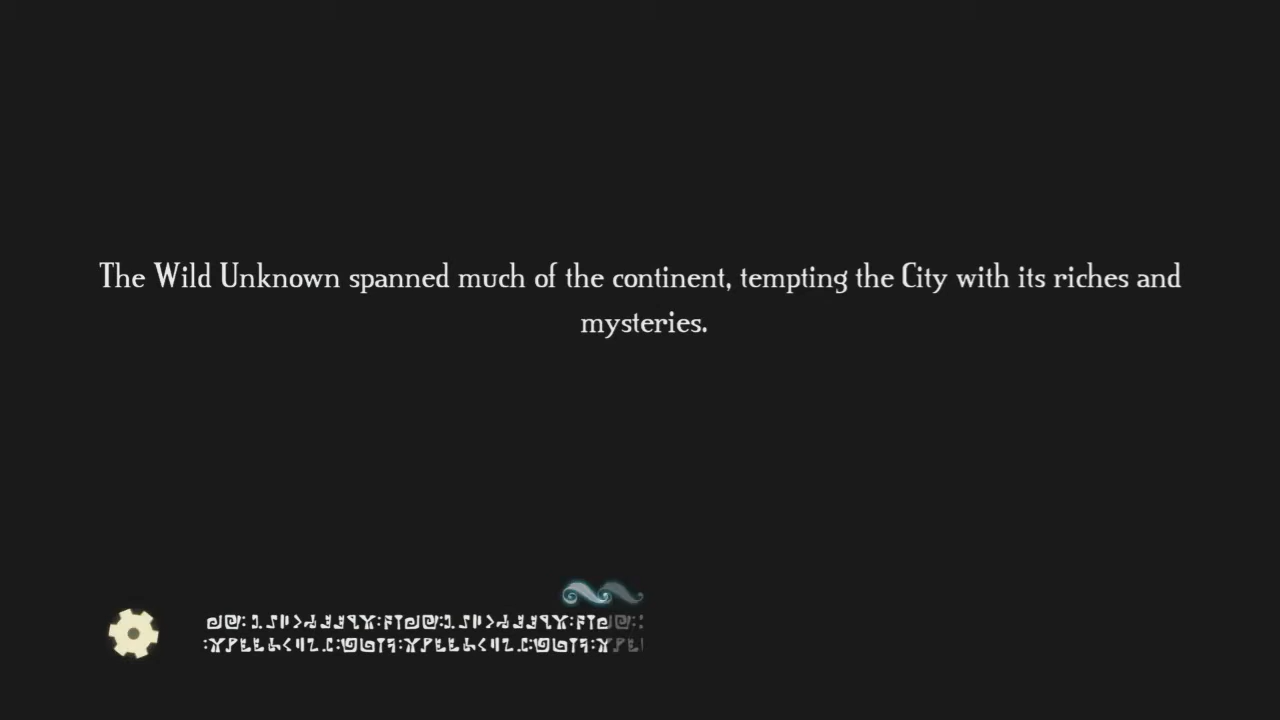 The Wild Unknown spanned much of the continent, tempting the City with its riches and
mysteries.